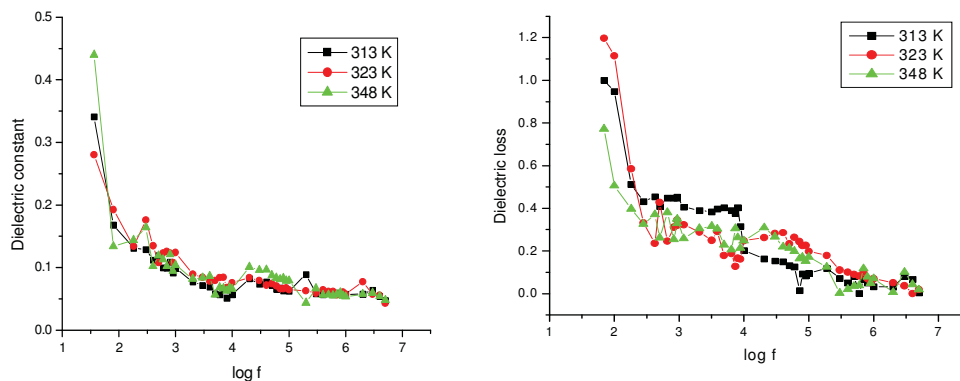 0.5
0.4
0.3
0.2
0.1
0.0
Dielectric constant
313 K
323 K
348 K
1 2 3 4 5 6 7
log f
1.2
1.0
0.8
0.6
0.4
0.2
0.0
Dielectric loss
313 K
323 K
348 K
1 2 3 4 5 6 7
log f